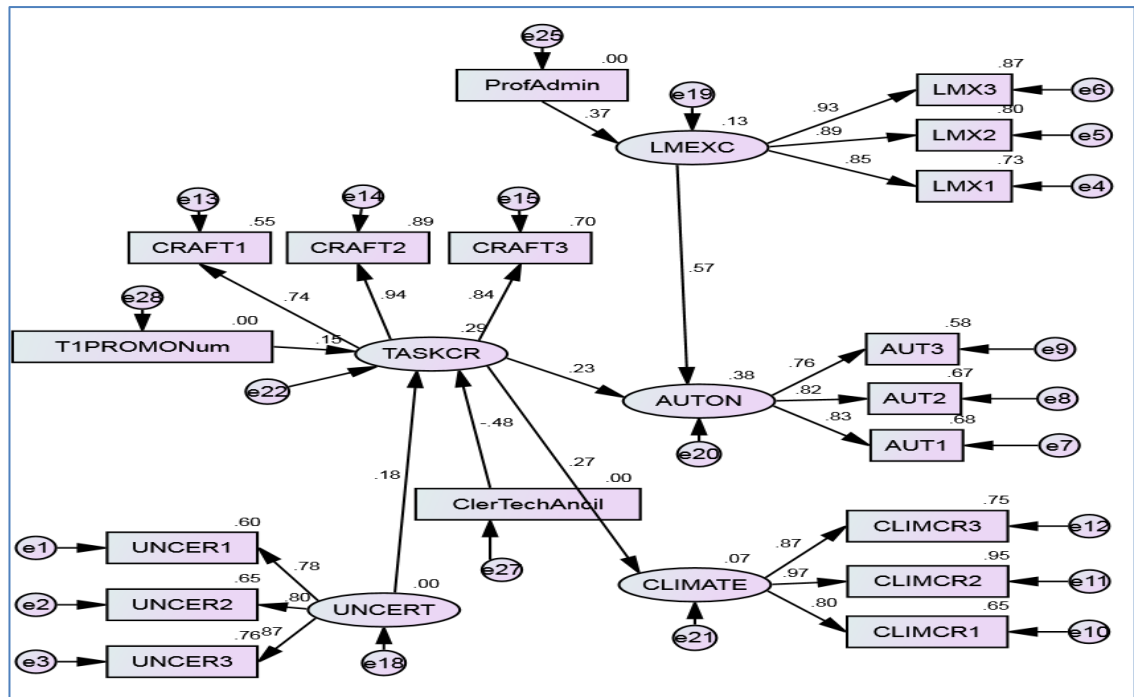 e25
.00
ProfAdmin
.37
e19
.13
LMEXC
.87
LMX3
e6
.93
.80
LMX2
e5
.89
.73
LMX1
e4
.85
e13
.55
CRAFT1
e14
.89
CRAFT2
e15
.70
CRAFT3
.74
.94
.84
.57
e28
.00
T1PROMONum
.15
.29
TASKCR
e22
.23
.38
AUTON
e20
.58
AUT3
e9
.76
.67
AUT2
e8
.82
.68
AUT1
e7
.83
-.48
.18
.27
.00
ClerTechAncil
e27
.60
e1
UNCER1
.78
.65
e2
UNCER2
.80
.76
e3
UNCER3
.87
.00
UNCERT
e18
.07
CLIMATE
e21
.75
CLIMCR3
e12
.87
.95
CLIMCR2
e11
.97
.65
CLIMCR1
e10
.80